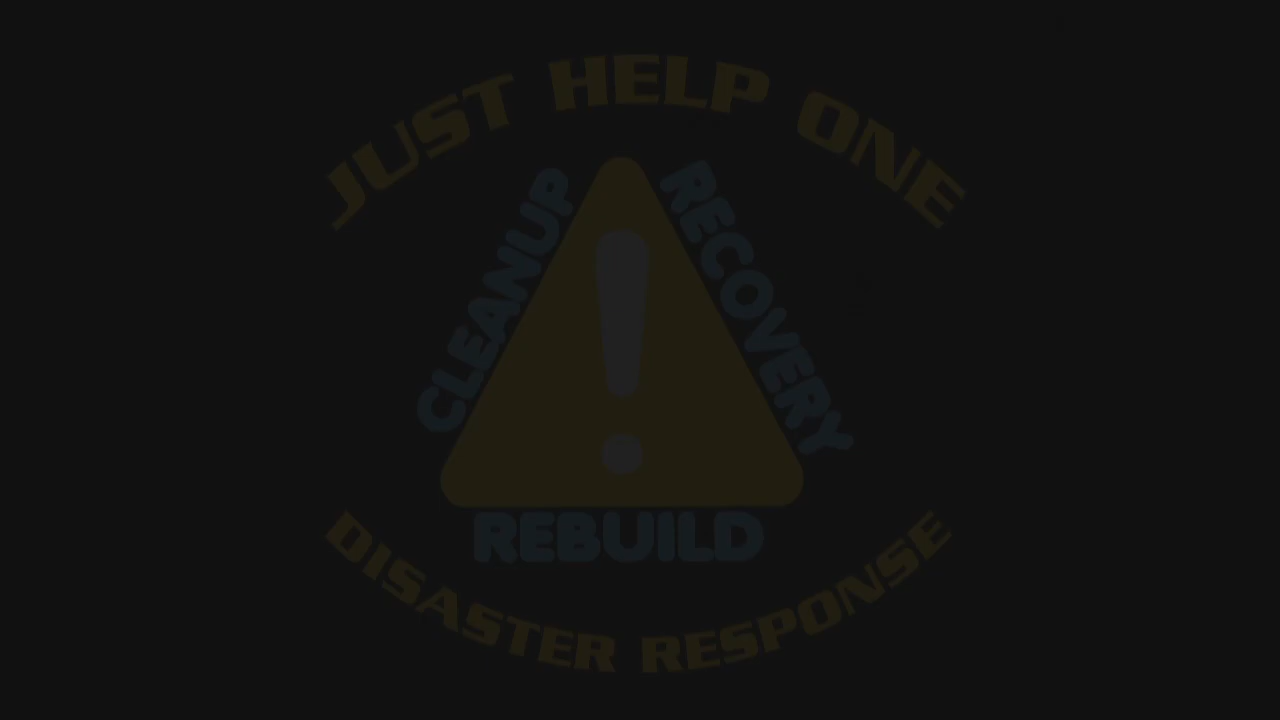 JUST HELP ONE
CLEANUP
RECOVERY
!
REBUILD
DISASTER RESPONSE